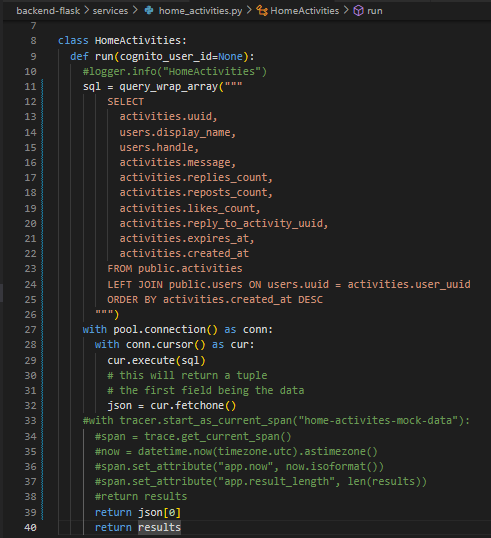 backend-flask > services > home_activities.py > HomeActivities > run
7
8 class HomeActivities:
9 def run(cognito_user_id=None):
10 #logger.info("HomeActivities")
11 sql = query_wrap_array("""
12 SELECT
13 activities.uuid,
14 users.display_name,
15 users.handle,
16 activities.message,
17 activities.replies_count,
18 activities.reposts_count,
19 activities.likes_count,
20 activities.reply_to_activity_uuid,
21 activities.expires_at,
22 activities.created_at
23 FROM public.activities
24 LEFT JOIN public.users ON users.uuid = activities.user_uuid
25 ORDER BY activities.created_at DESC
26 """)
27 with pool.connection() as conn:
28 with conn.cursor() as cur:
29 cur.execute(sql)
30 # this will return a tuple
31 # the first field being the data
32 json = cur.fetchone()
33 #with tracer.start_as_current_span("home-activites-mock-data"):
34 #span = trace.get_current_span()
35 #now = datetime.now(timezone.utc).astimezone()
36 #span.set_attribute("app.now", now.isoformat())
37 #span.set_attribute("app.result_length", len(results))
38 #return results
39 return json[0]
40 return results